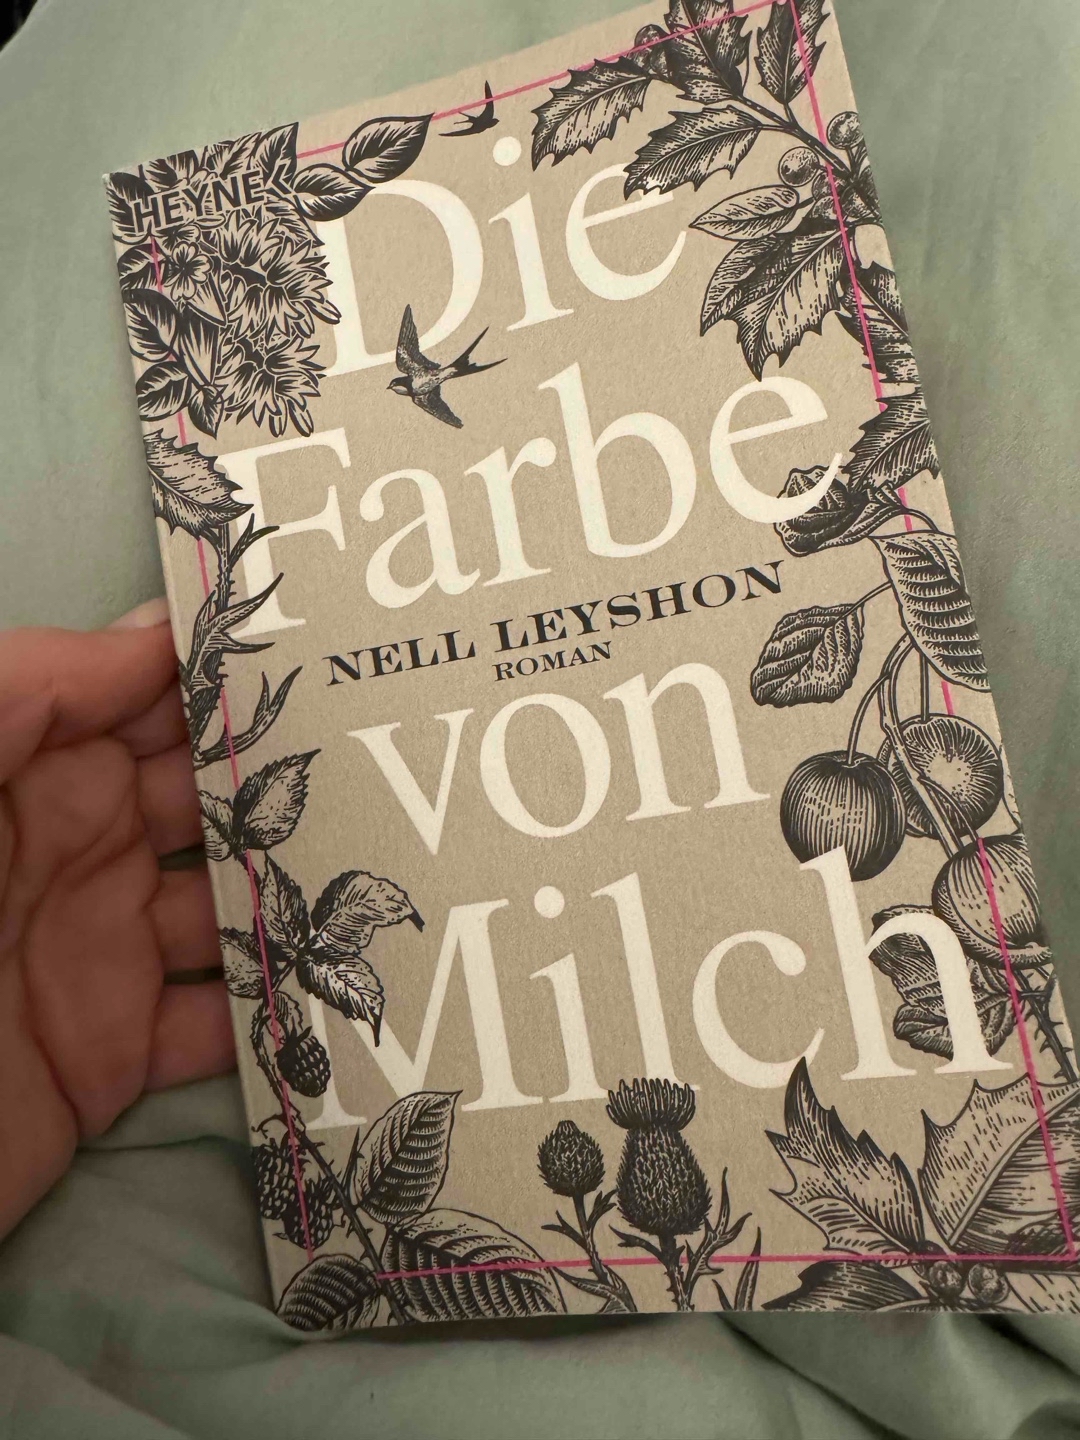 HEYNE <
Die
Farbe
NELL LEYSHON
ROMAN
von
Milch